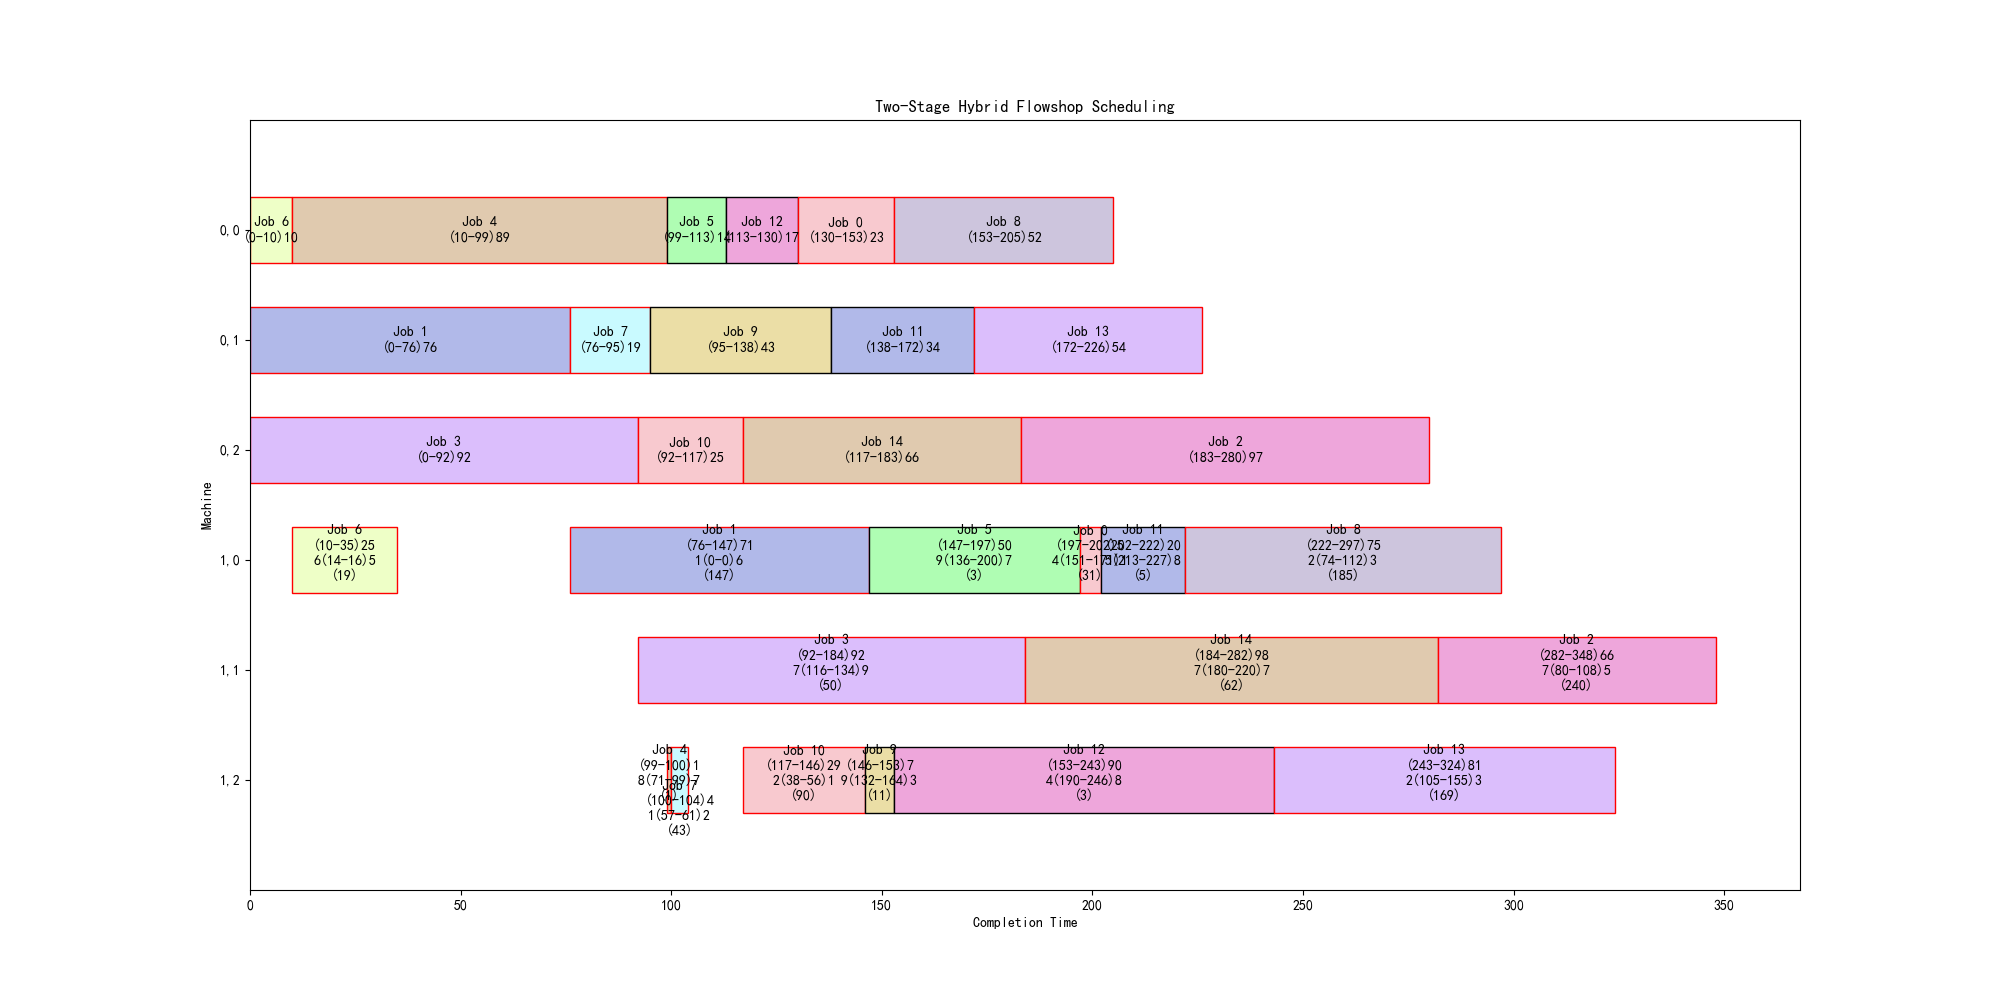 Two-Stage Hybrid Flowshop Scheduling
0,0
Job 6
(0-10)10
Job 4
(10-99)89
Job 5
(99-113)14
Job 12
(113-130)17
Job 0
(130-153)23
Job 8
(153-205)52
0,1
Job 1
(0-76)76
Job 7
(76-95)19
Job 9
(95-138)43
Job 11
(138-172)34
Job 13
(172-226)54
0,2
Job 3
(0-92)92
Job 10
(92-117)25
Job 14
(117-183)66
Job 2
(183-280)97
Machine
1,0
Job 6
(10-35)25
6(14-16)5
(19)
Job 1
(76-147)71
1(0-0)6
(147)
Job 5
(147-197)50
9(136-200)7
(3)
Job 0
(197-202)5
(31)
Job 11
(202-222)20
(5)
Job 8
(222-297)75
2(74-112)3
(185)
1,1
Job 3
(92-184)92
7(116-134)9
(50)
Job 14
(184-282)98
7(180-220)7
(62)
Job 2
(282-348)66
7(80-108)5
(240)
1,2
Job 4
(99-100)1
8(71-99)7
Job 7
(100-104)4
1(57-61)2
(43)
Job 10
(117-146)29
2(38-56)1
(90)
Job 9
(146-153)7
9(132-164)3
(11)
Job 12
(153-243)90
4(190-246)8
(3)
Job 13
(243-324)81
2(105-155)3
(169)
0
50
100
150
200
250
300
350
Completion Time